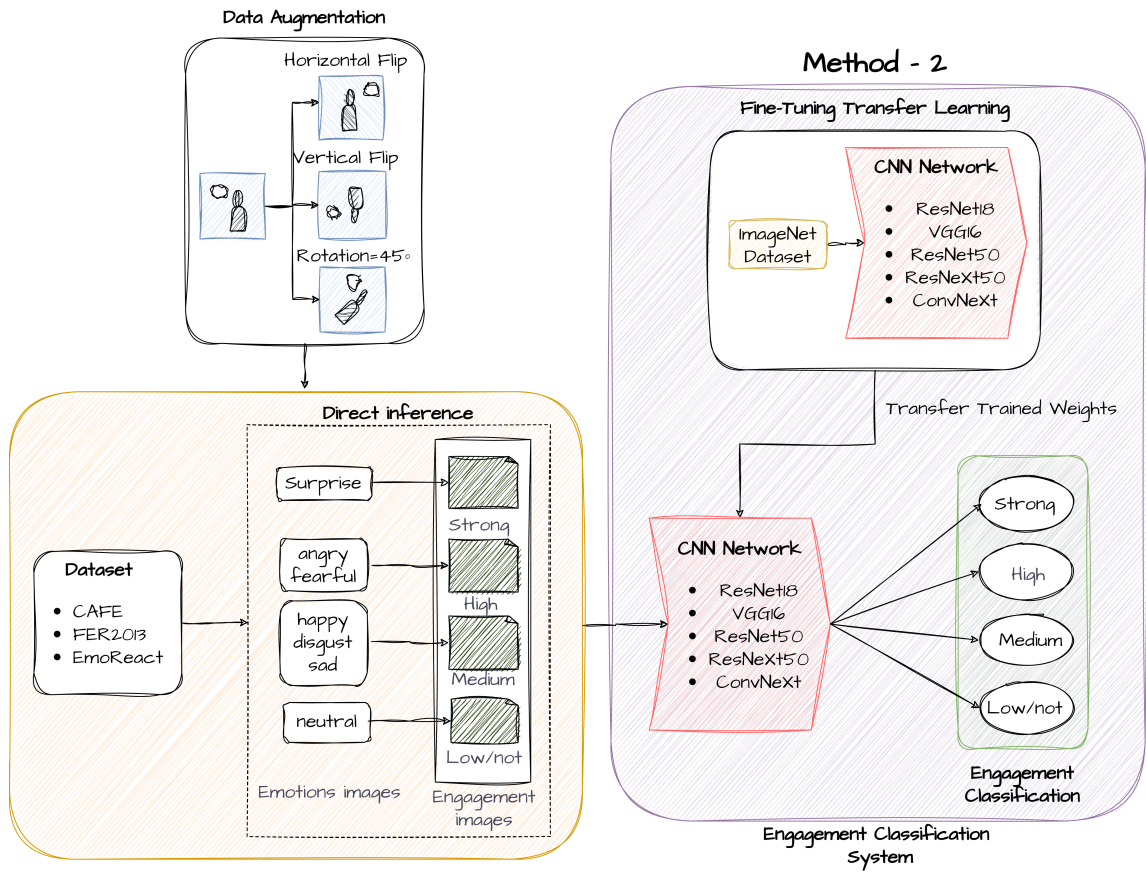 Data Augmentation
Horizontal Flip
Vertical Flip
Rotation=45°
Direct inference
Dataset
• CAFE
• FER2013
• EmoReact
Surprise
angry
fearful
happy
disgust
sad
neutral
Emotions images
Strong
High
Medium
Low/not
Engagement
images
Method - 2
Fine-Tuning Transfer Learning
ImageNet
Dataset
CNN Network
• ResNet18
• VGG16
• ResNet50
• ResNeXt50
• ConvNeXt
Transfer Trained Weights
CNN Network
• ResNet18
• VGG16
• ResNet50
• ResNeXt50
• ConvNeXt
Strong
High
Medium
Low/not
Engagement
Classification
Engagement Classification
System